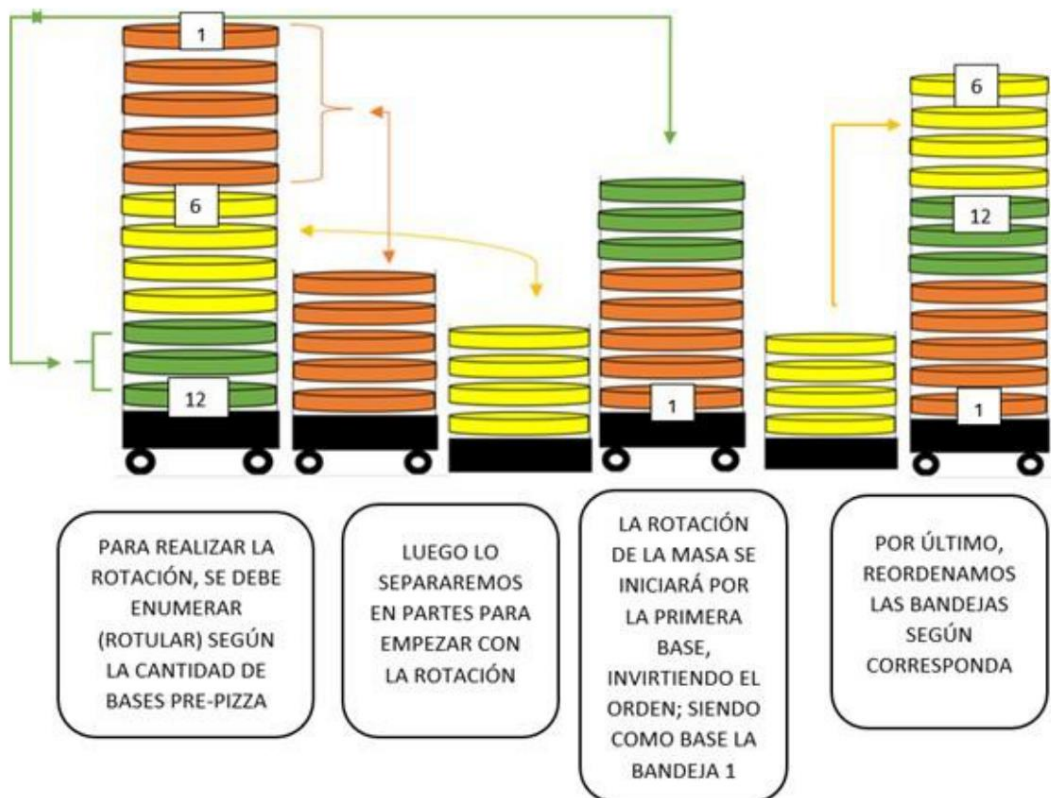 1
6
12
1
6
12
1
PARA REALIZAR LA
ROTACIÓN, SE DEBE
ENUMERAR
(ROTULAR) SEGÚN
LA CANTIDAD DE
BASES PRE-PIZZA
LUEGO LO
SEPARAREMOS
EN PARTES PARA
EMPEZAR CON
LA ROTACIÓN
LA ROTACIÓN
DE LA MASA SE
INICIARÁ POR
LA PRIMERA
BASE,
INVIRTIENDO EL
ORDEN; SIENDO
COMO BASE LA
BANDEJA 1
POR ÚLTIMO,
REORDENAMOS
LAS BANDEJAS
SEGÚN
CORRESPONDA